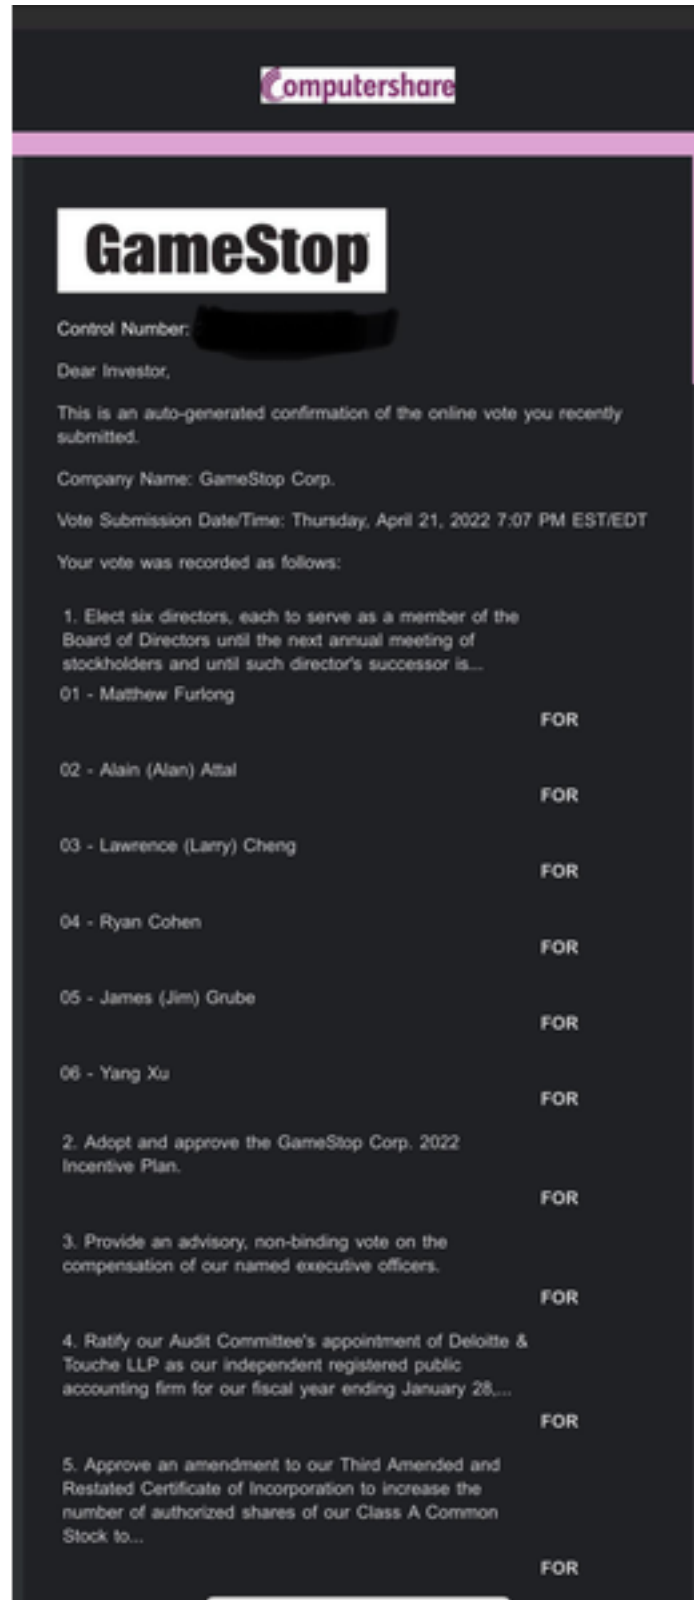 Computershare
GameStop
Control Number:
Dear Investor,
This is an auto-generated confirmation of the online vote you recently
submitted.
Company Name: GameStop Corp.
Vote Submission Date/Time: Thursday, April 21, 2022 7:07 PM EST/EDT
Your vote was recorded as follows:
1. Elect six directors, each to serve as a member of the
Board of Directors until the next annual meeting of
stockholders and until such director's successor is...
01 - Matthew Furlong
FOR
02 - Alain (Alan) Attal
FOR
03 - Lawrence (Larry) Cheng
FOR
04 - Ryan Cohen
FOR
05 - James (Jim) Grube
FOR
06 - Yang Xu
FOR
2. Adopt and approve the GameStop Corp. 2022
Incentive Plan.
FOR
3. Provide an advisory, non-binding vote on the
compensation of our named executive officers.
FOR
4. Ratify our Audit Committee's appointment of Deloitte &
Touche LLP as our independent registered public
accounting firm for our fiscal year ending January 28,...
FOR
5. Approve an amendment to our Third Amended and
Restated Certificate of Incorporation to increase the
number of authorized shares of our Class A Common
Stock to...
FOR